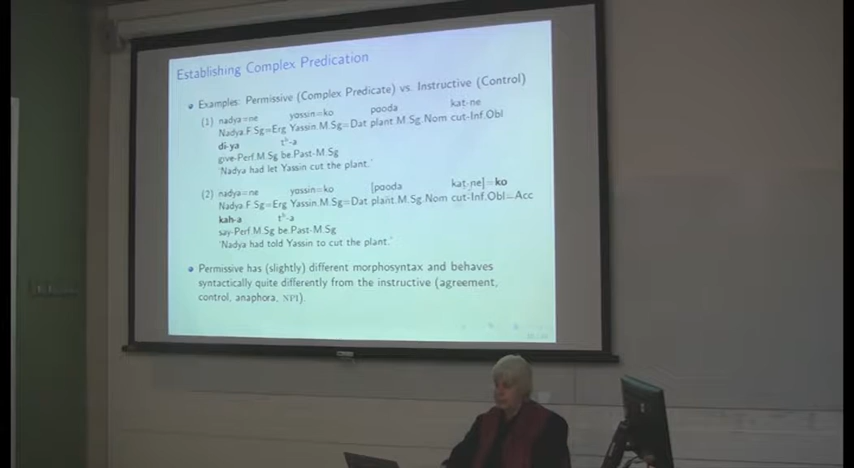 Establishing Complex Predication
Examples: Permissive (Complex Predicate) vs. Instructive (Control)
(1) nadya=ne yassin=ko pooda kat-ne
Nadya.F.Sg=Erg Yassin.M.Sg=Dat plant.M.Sg.Nom cut-Inf.Obl
di-ya tʰ-a
give-Perf.M.Sg be.Past-M.Sg
'Nadya had let Yassin cut the plant.'
(2) nadya=ne yassin=ko [pooda kaṭ-ne]=ko
Nadya.F.Sg=Erg Yassin.M.Sg=Dat plant.M.Sg.Nom cut-Inf.Obl=Acc
kah-a tʰ-a
say-Perf.M.Sg be.Past-M.Sg
'Nadya had told Yassin to cut the plant.'
Permissive has (slightly) different morphosyntax and behaves
syntactically quite differently from the instructive (agreement,
control, anaphora, NPI).